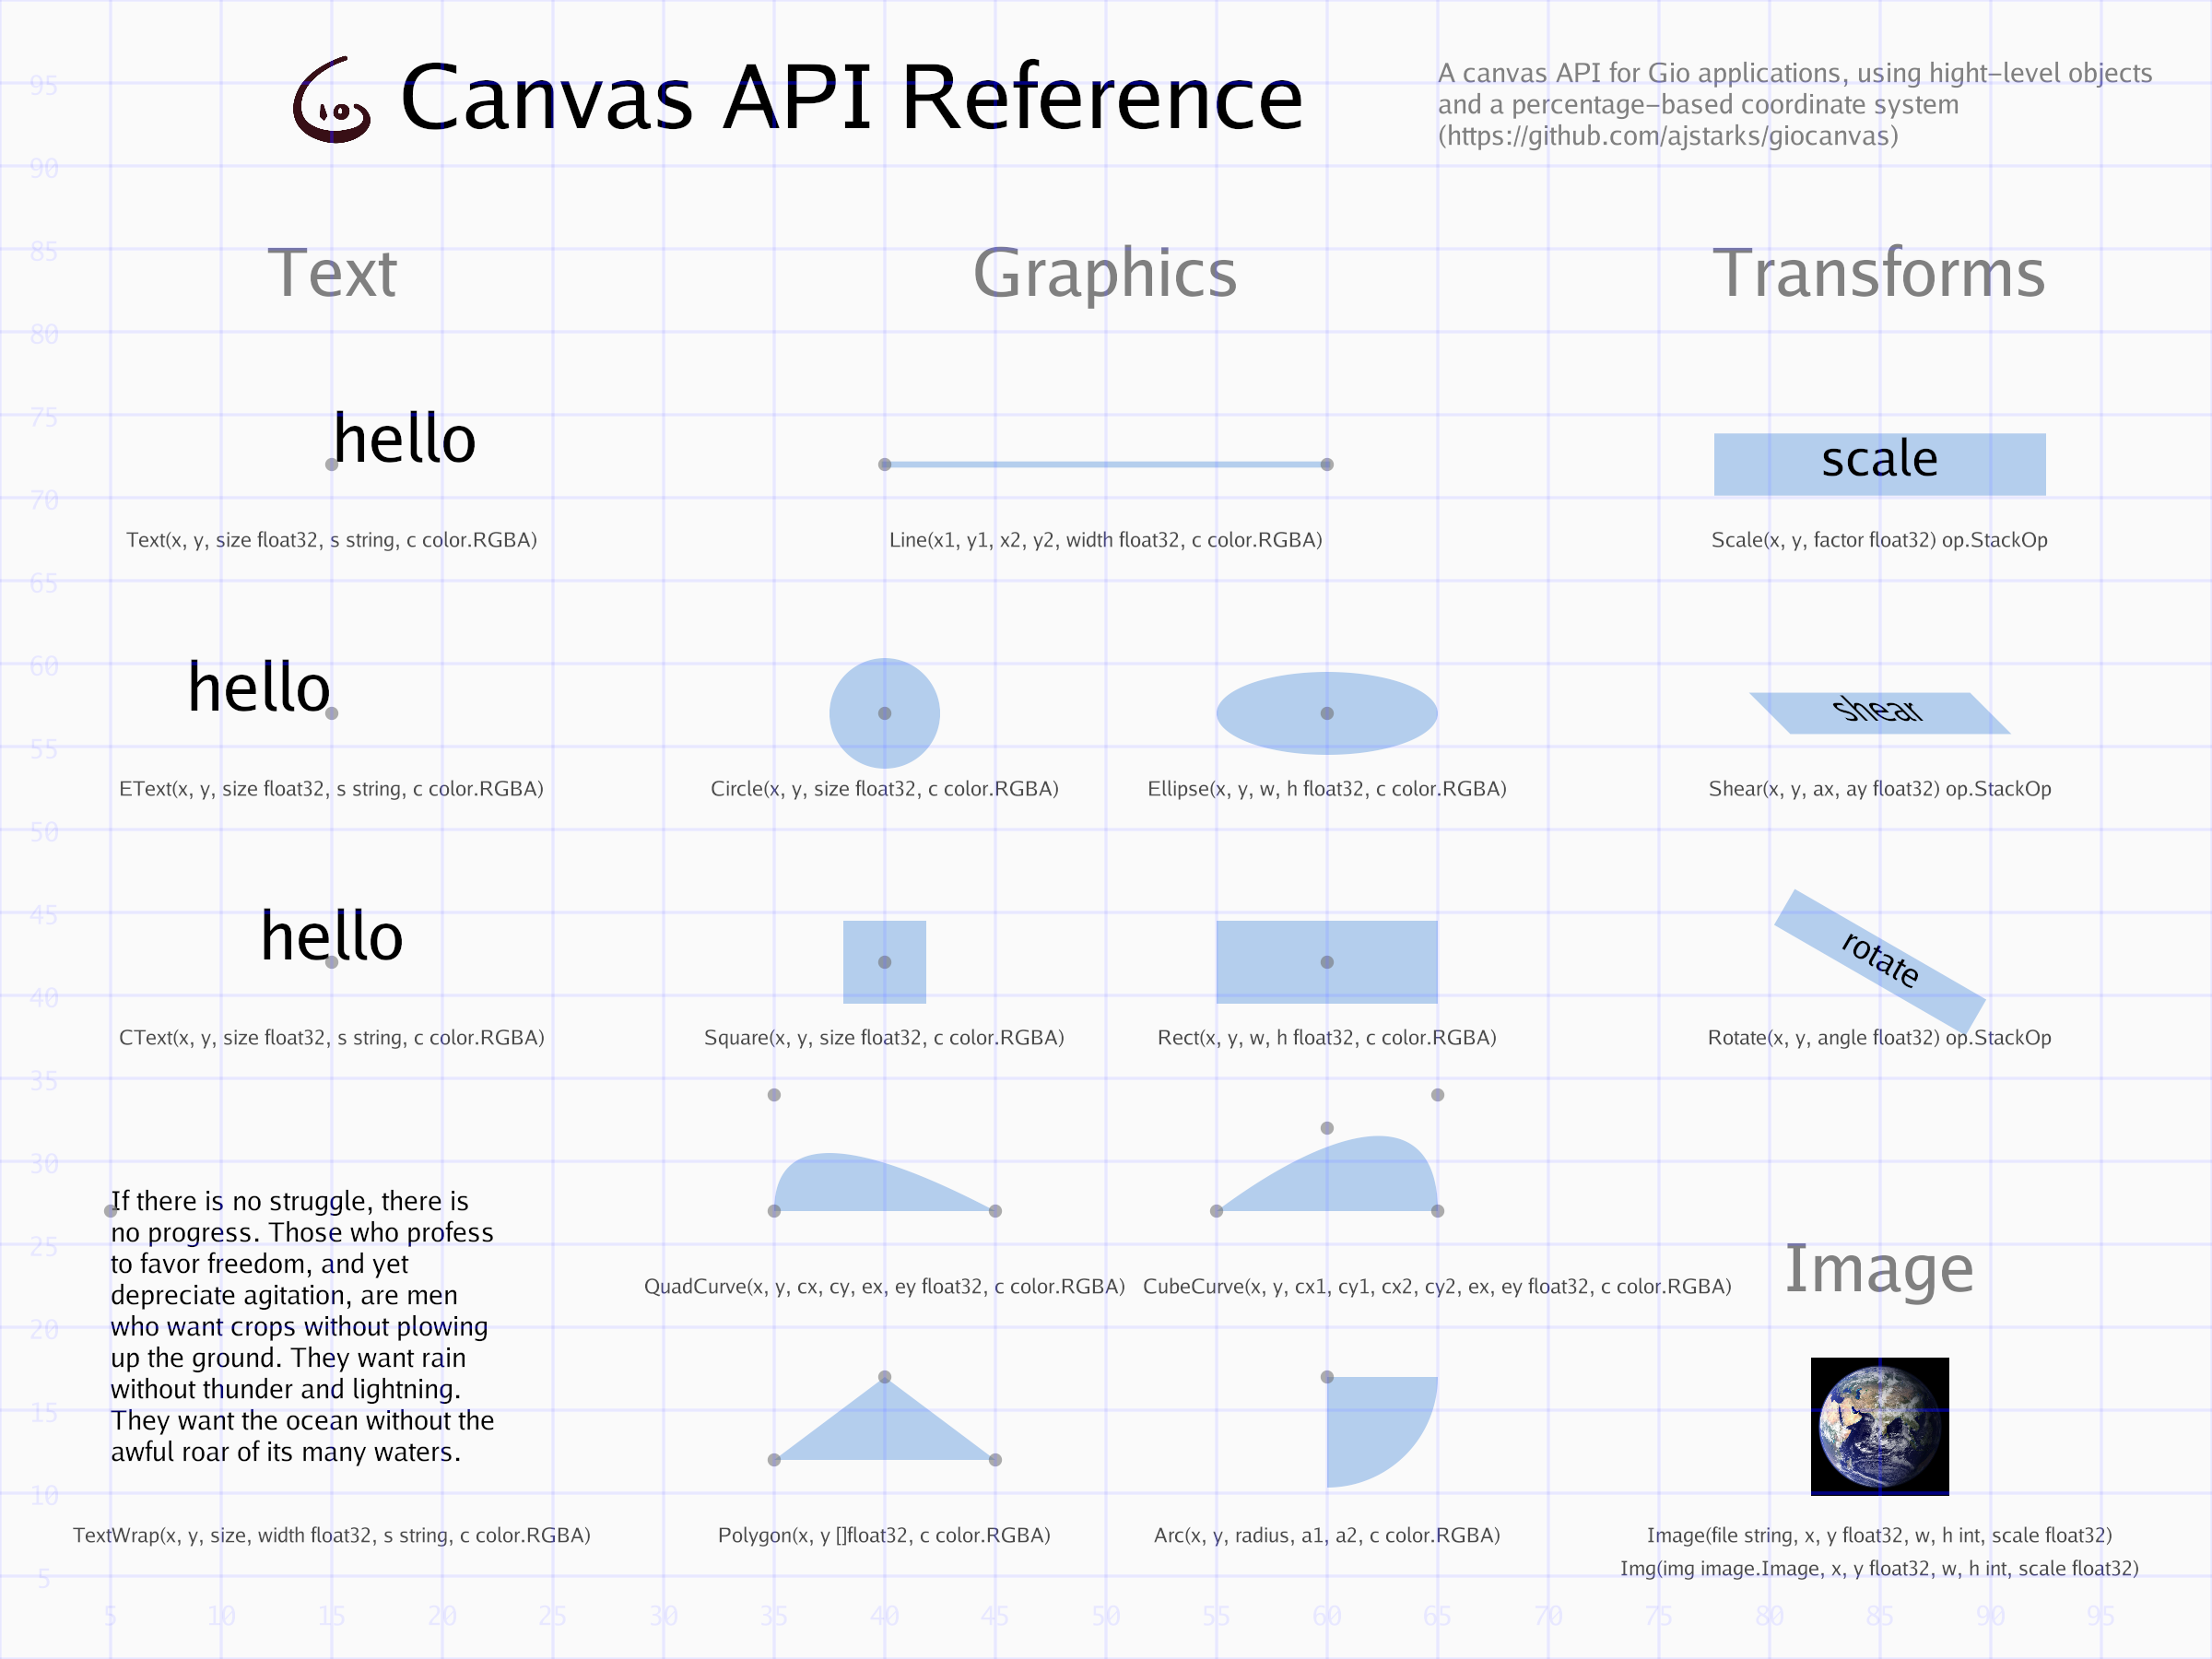 Canvas API Reference
A canvas API for Gio applications, using hight-level objects
and a percentage-based coordinate system
(https://github.com/ajstarks/giocanvas)
Text
Graphics
Transforms
hello
scale
Text(x, y, size float32, s string, c color.RGBA)
Line(x1, y1, x2, y2, width float32, c color.RGBA)
Scale(x, y, factor float32) op.StackOp
hello
shear
EText(x, y, size float32, s string, c color.RGBA)
Circle(x, y, size float32, c color.RGBA)
Ellipse(x, y, w, h float32, c color.RGBA)
Shear(x, y, ax, ay float32) op.StackOp
hello
rotate
CText(x, y, size float32, s string, c color.RGBA)
Square(x, y, size float32, c color.RGBA)
Rect(x, y, w, h float32, c color.RGBA)
Rotate(x, y, angle float32) op.StackOp
If there is no struggle, there is
no progress. Those who profess
to favor freedom, and yet
depreciate agitation, are men
who want crops without plowing
up the ground. They want rain
without thunder and lightning.
They want the ocean without the
awful roar of its many waters.
QuadCurve(x, y, cx, cy, ex, ey float32, c color.RGBA)
CubeCurve(x, y, cx1, cy1, cx2, cy2, ex, ey float32, c color.RGBA)
Image
TextWrap(x, y, size, width float32, s string, c color.RGBA)
Polygon(x, y []float32, c color.RGBA)
Arc(x, y, radius, a1, a2, c color.RGBA)
Image(file string, x, y float32, w, h int, scale float32)
Img(img image.Image, x, y float32, w, h int, scale float32)
95
90
85
80
75
70
65
60
55
50
45
40
35
30
25
20
15
10
5
5 10 15 20 25 30 35 40 45 50 55 60 65 70 75 80 85 90 95